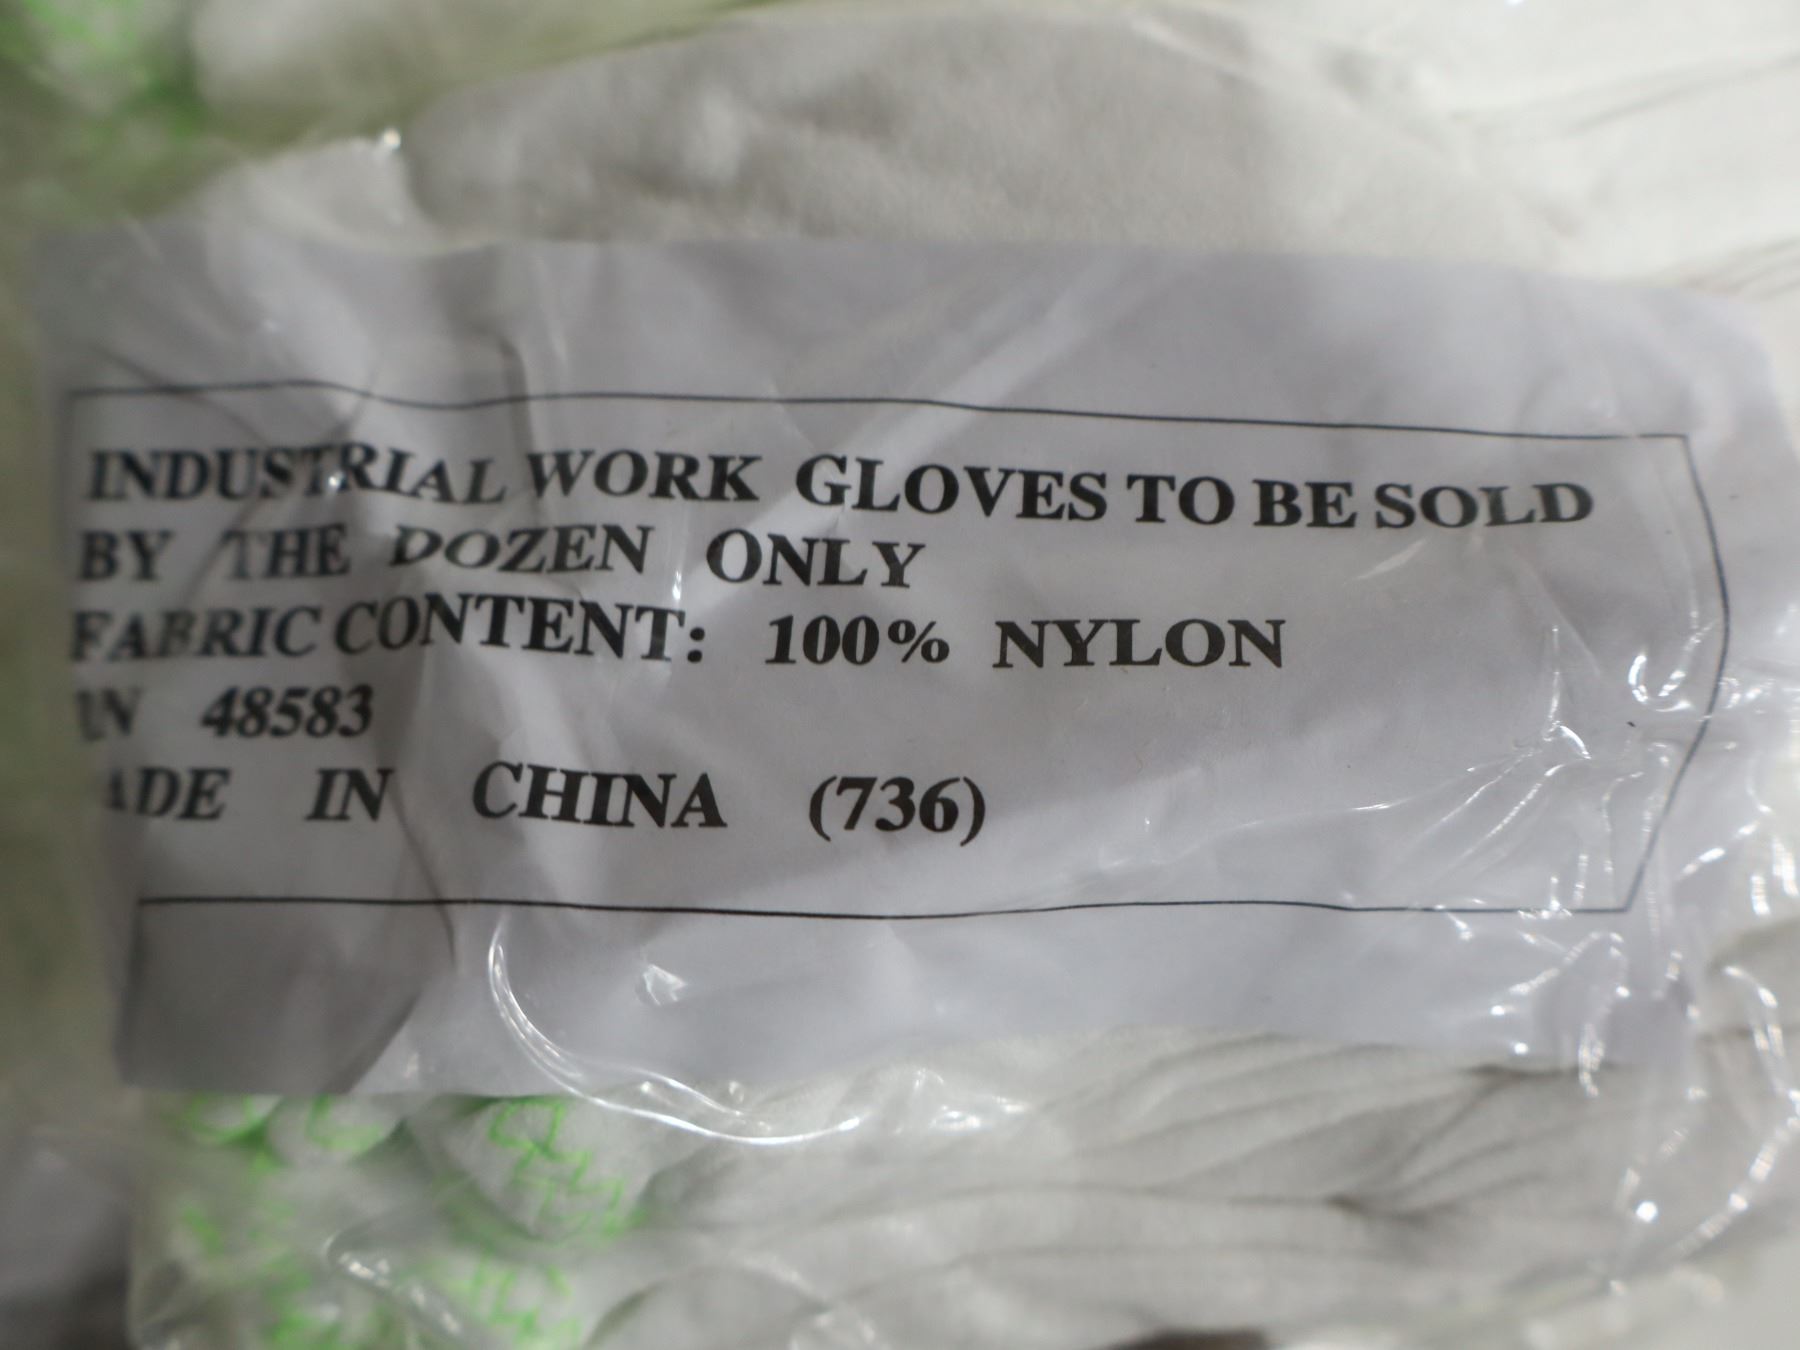 INDUSTRIAL WORK GLOVES TO BE SOLD
BY THE DOZEN ONLY
FABRIC CONTENT: 100% NYLON
48583
ADE IN CHINA (736)